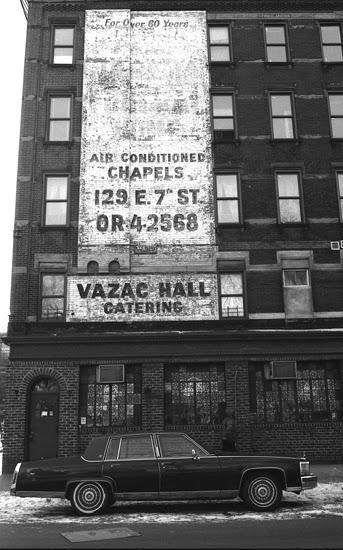 For Over 60 Years
AIR CONDITIONED
CHAPELS
129 E. 7th ST.
OR 4-2568
VAZAC HALL
CATERING